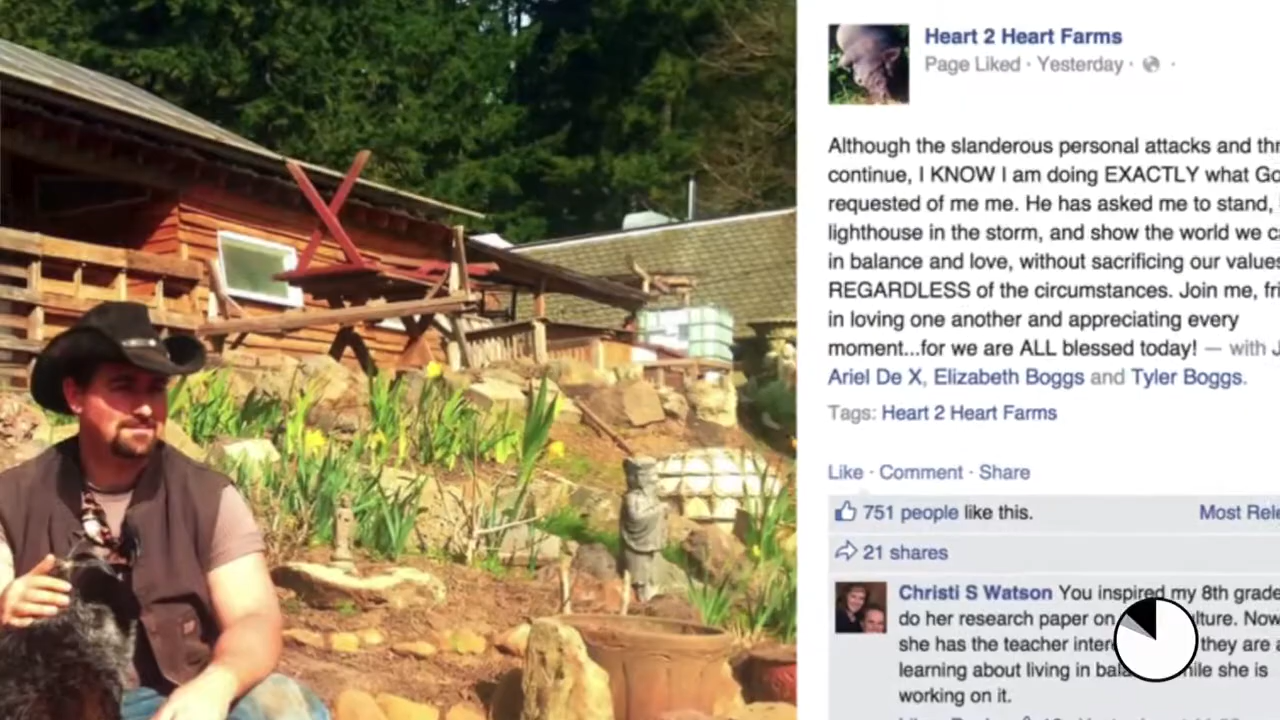 Heart 2 Heart Farms
Page Liked · Yesterday ·
Although the slanderous personal attacks and
continue, I KNOW I am doing EXACTLY what
requested of me me. He has asked me to stand,
lighthouse in the storm, and show the world we
in balance and love, without sacrificing our values
REGARDLESS of the circumstances. Join me,
in loving one another and appreciating every
moment...for we are ALL blessed today! — with
Ariel De X, Elizabeth Boggs and Tyler Boggs.
Tags: Heart 2 Heart Farms
Like · Comment · Share
751 people like this.
Most
21 shares
Christi S Watson You inspired my 8th
do her research paper on
Now
she has the teacher
they are
learning about living in
she is
working on it.